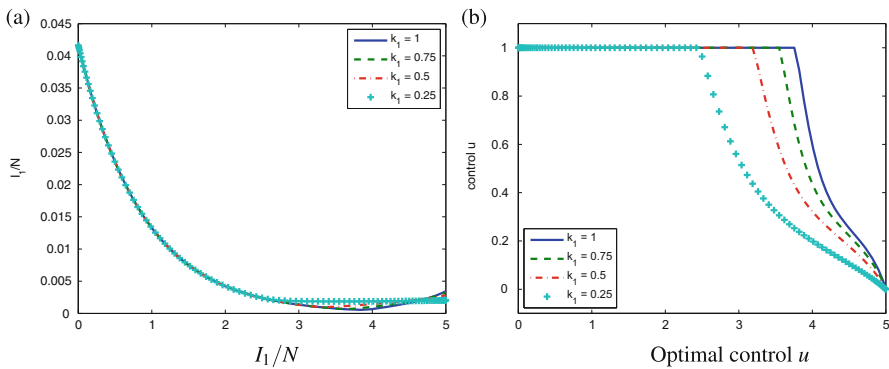 (a)
0.045
0.04
0.035
0.03
0.025
0.02
0.015
0.01
0.005
0
I₁/N
k₁ = 1
k₁ = 0.75
k₁ = 0.5
k₁ = 0.25
0 1 2 3 4 5
I₁/N
(b)
1
0.8
0.6
0.4
0.2
0
control u
k₁ = 1
k₁ = 0.75
k₁ = 0.5
k₁ = 0.25
0 1 2 3 4 5
Optimal control u